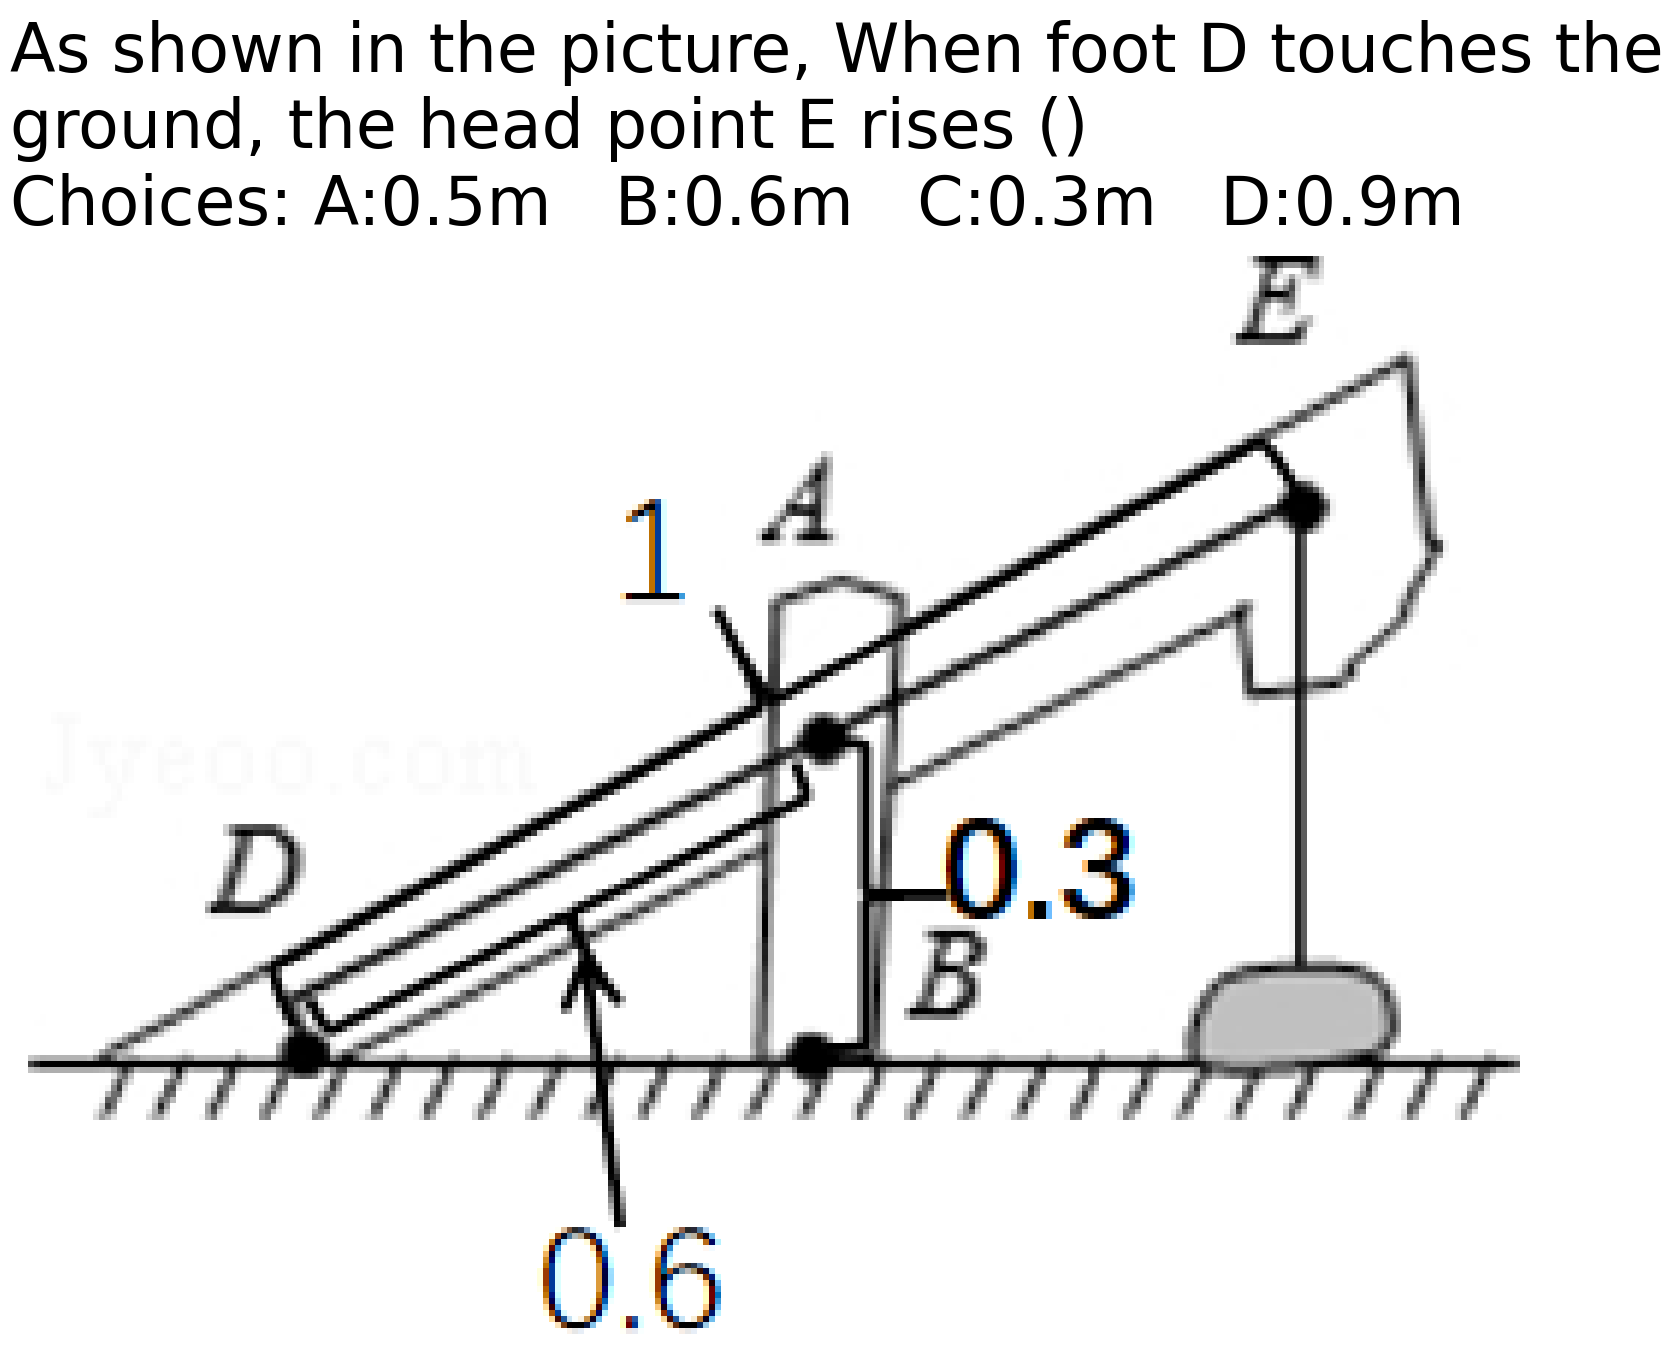 As shown in the picture, When foot D touches the
ground, the head point E rises ()
Choices: A:0.5m   B:0.6m   C:0.3m   D:0.9m
E
A
1
Jyeoo.com
D
0.3
B
0.6